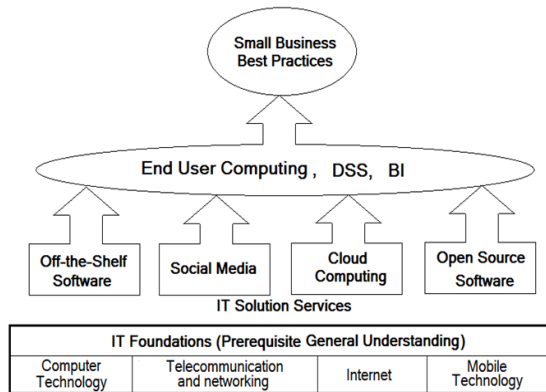 Small Business
Best Practices
End User Computing , DSS, BI
Off-the-Shelf
Software
Social Media
Cloud
Computing
Open Source
Software
IT Solution Services
IT Foundations (Prerequisite General Understanding)
Computer
Technology
Telecommunication
and networking
Internet
Mobile
Technology